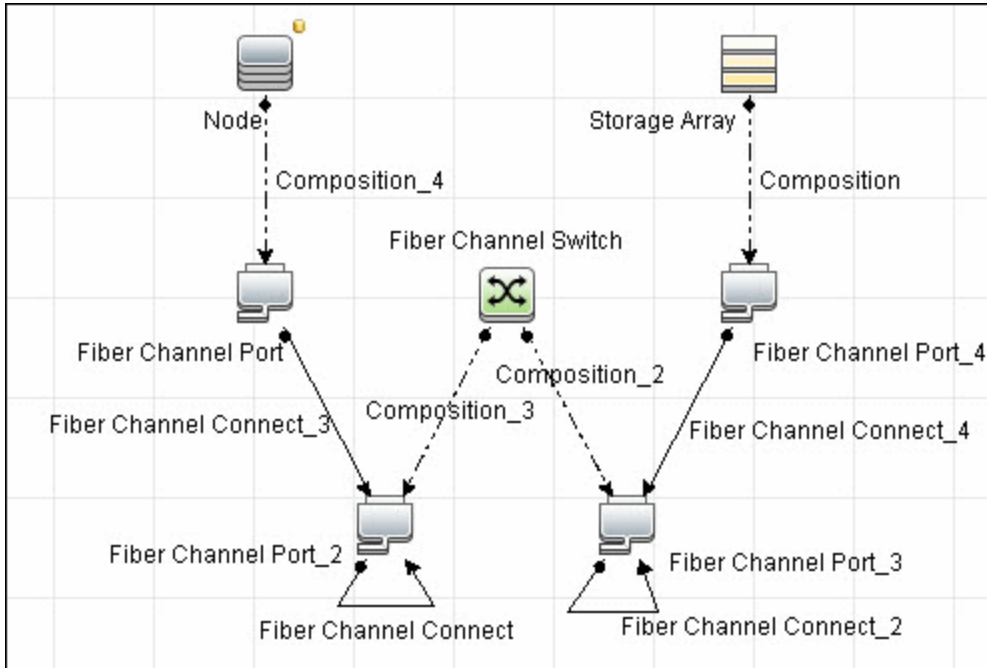 Node
Storage Array
Composition_4
Composition
Fiber Channel Switch
Fiber Channel Port
Fiber Channel Port_4
Composition_2
Composition_3
Fiber Channel Connect_3
Fiber Channel Connect_4
Fiber Channel Port_2
Fiber Channel Port_3
Fiber Channel Connect
Fiber Channel Connect_2